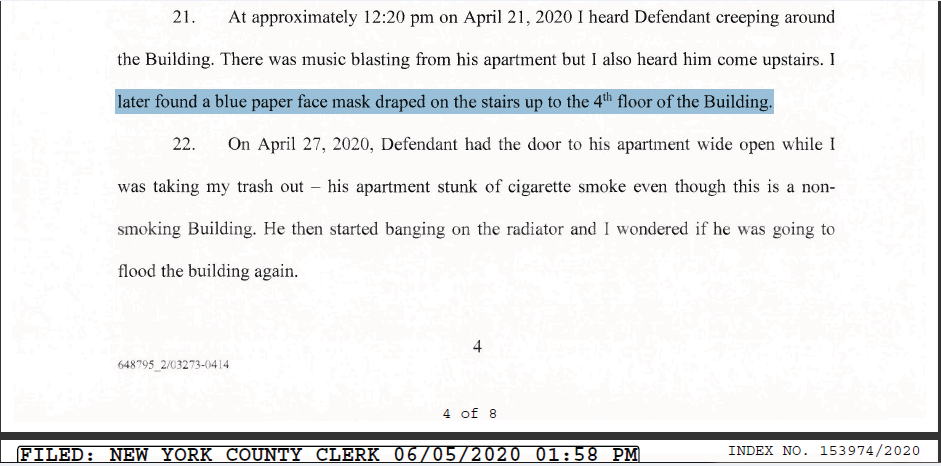 21. At approximately 12:20 pm on April 21, 2020 I heard Defendant creeping around
the Building. There was music blasting from his apartment but I also heard him come upstairs. I
later found a blue paper face mask draped on the stairs up to the 4th floor of the Building.
22. On April 27, 2020, Defendant had the door to his apartment wide open while I
was taking my trash out – his apartment stunk of cigarette smoke even though this is a non-
smoking Building. He then started banging on the radiator and I wondered if he was going to
flood the building again.
4
648795_2/03273-0414
4 of 8
FILED: NEW YORK COUNTY CLERK 06/05/2020 01:58 PM
INDEX NO. 153974/2020